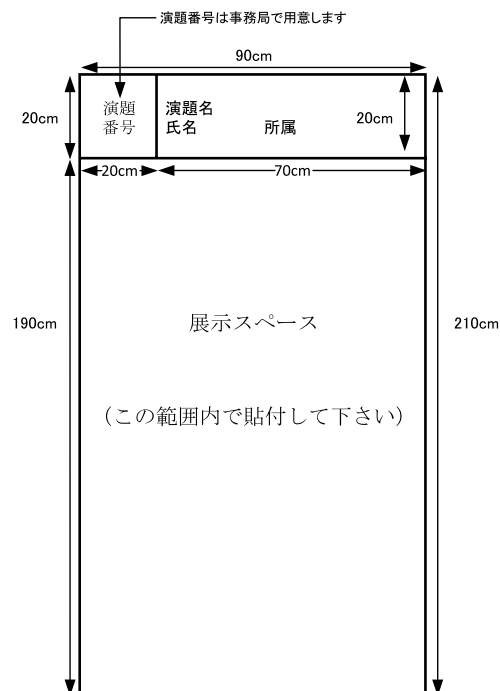 演題番号は事務局で用意します
90cm
20cm
演題
番号
演題名
氏名 所属
20cm
20cm
70cm
190cm
展示スペース
210cm
（この範囲内で貼付して下さい）